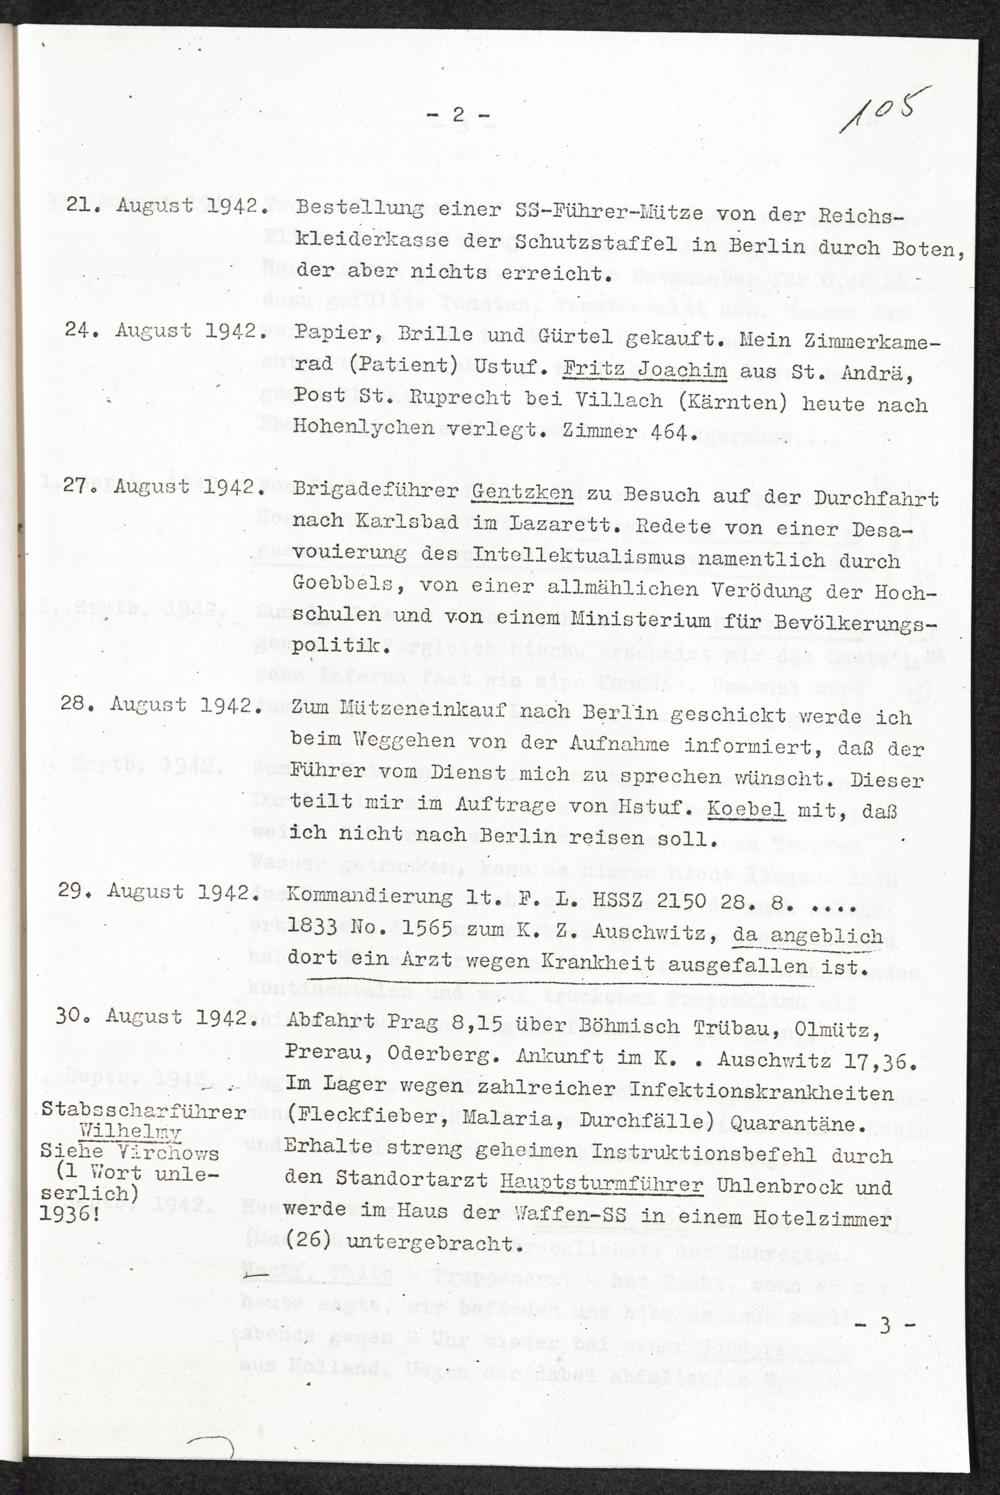 - 2 -
105
21. August 1942. Bestellung einer SS-Führer-Mütze von der Reichs-
kleiderkasse der Schutzstaffel in Berlin durch Boten,
der aber nichts erreicht.
24. August 1942. Papier, Brille und Gürtel gekauft. Mein Zimmerkame-
rad (Patient) Ustuf. Fritz Joachim aus St. Andrä,
Post St. Ruprecht bei Villach (Kärnten) heute nach
Hohenlychen verlegt. Zimmer 464.
27. August 1942. Brigadeführer Gentzken zu Besuch auf der Durchfahrt
nach Karlsbad im Lazarett. Redete von einer Desa-
vouierung des Intellektualismus namentlich durch
Goebbels, von einer allmählichen Verödung der Hoch-
schulen und von einem Ministerium für Bevölkerungs-
politik.
28. August 1942. Zum Mützeneinkauf nach Berlin geschickt werde ich
beim Weggehen von der Aufnahme informiert, daß der
Führer vom Dienst mich zu sprechen wünscht. Dieser
teilt mir im Auftrage von Hstuf. Koebel mit, daß
ich nicht nach Berlin reisen soll.
29. August 1942. Kommandierung lt. F. L. HSSZ 2150 28. 8. ....
1833 No. 1565 zum K. Z. Auschwitz, da angeblich
dort ein Arzt wegen Krankheit ausgefallen ist.
30. August 1942. Abfahrt Prag 8,15 über Böhmisch Trübau, Olmütz,
Prerau, Oderberg. Ankunft im K. . Auschwitz 17,36.
Im Lager wegen zahlreicher Infektionskrankheiten
(Fleckfieber, Malaria, Durchfälle) Quarantäne.
Erhalte streng geheimen Instruktionsbefehl durch
den Standortarzt Hauptsturmführer Uhlenbrock und
werde im Haus der Waffen-SS in einem Hotelzimmer
(26) untergebracht.
Stabsscharführer
Wilhelmy
Siehe Virchows
(1 Wort unle-
serlich)
1936!
- 3 -